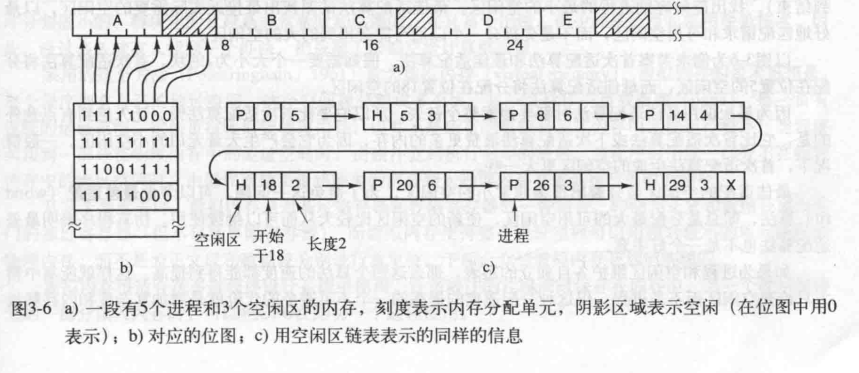 A B C D E
8 16 24
a)
11111000
11111111
11001111
11111000
P 0 5 H 5 3 P 8 6 P 14 4
H 18 2 P 20 6 P 26 3 H 29 3 X
空闲区 开始于18 长度2 进程
b) c)
图3-6 a) 一段有5个进程和3个空闲区的内存，刻度表示内存分配单元，阴影区域表示空闲（在位图中用0
表示）；b) 对应的位图；c) 用空闲区链表表示的同样的信息